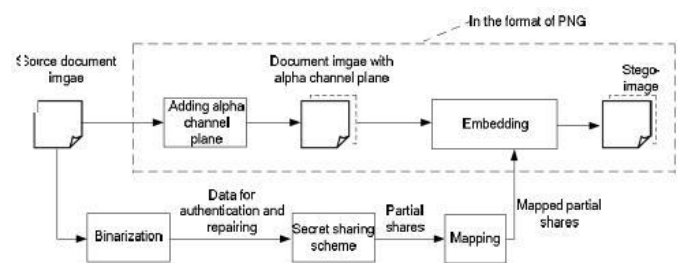 In the format of PNG
Source document
imgae
Document imgae with
alpha channel plane
Stego-
image
Adding alpha
channel
plane
Embedding
Data for
authentication and
repairing
Partial
shares
Mapped partial
shares
Binarization
Secret sharing
scheme
Mapping